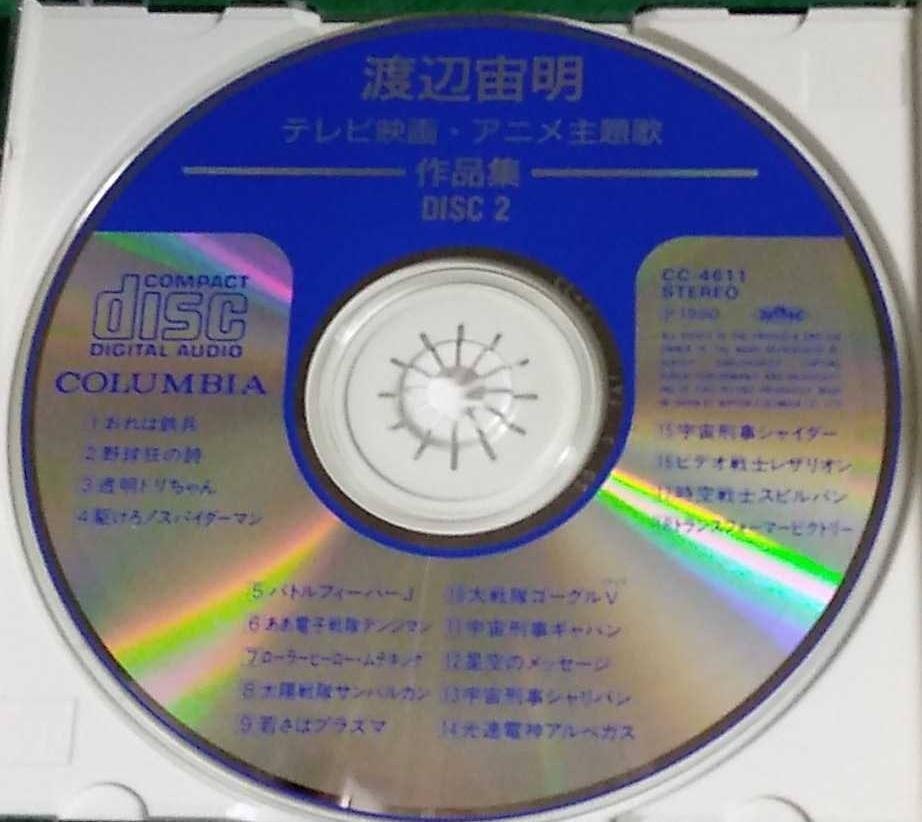 渡辺宙明
テレビ映画・アニメ主題歌
作品集
DISC 2
COMPACT
disc
DIGITAL AUDIO
COLUMBIA
1 おれは鉄兵
2 野球狂の詩
3 透明ドリちゃん
4 駆けろ!スパイダーマン
5 バトルフィーバーJ
6 ああ電子戦隊デンジマン
7 ローラーヒーロー・ムテキング
8 太陽戦隊サンバルカン
9 若さはプラズマ
10 大戦隊ゴーグルV
11 宇宙刑事ギャバン
12 星空のメッセージ
13 宇宙刑事シャリバン
14 光速電神アルベガス
CC-4611
STEREO
℗1990
15 宇宙刑事シャイダー
16 ビデオ戦士レザリオン
17 時空戦士スピルバン
18 トランスフォーマービクトリー